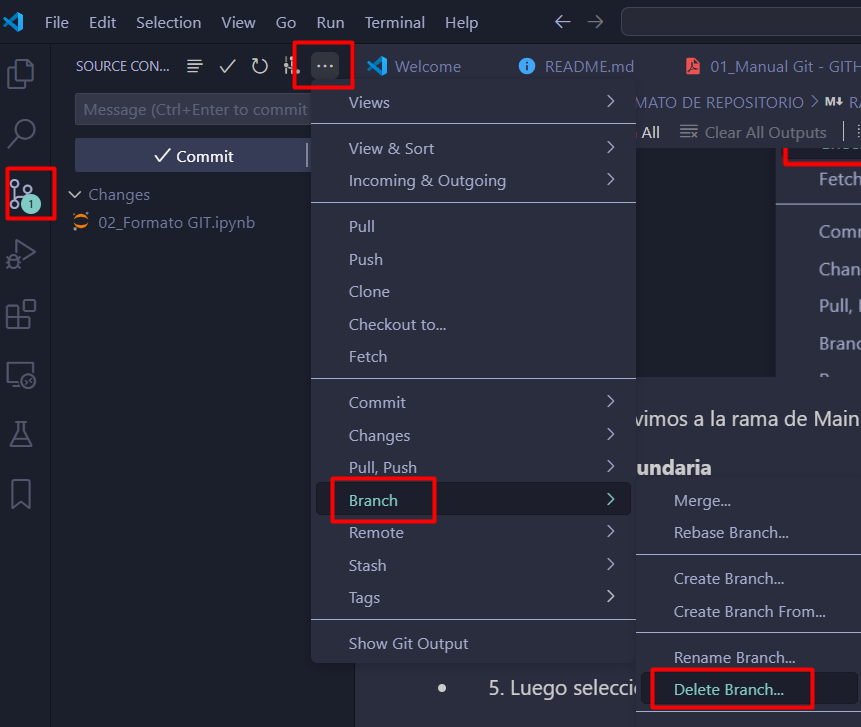 File Edit Selection View Go Run Terminal Help
SOURCE CON...
Welcome
README.md
01_Manual Git - GITH
Message (Ctrl+Enter to commit
Commit
Changes
1
02_Formato GIT.ipynb
Views
View & Sort
Incoming & Outgoing
Pull
Push
Clone
Checkout to...
Fetch
Commit
Changes
Pull, Push
Branch
Remote
Stash
Tags
Show Git Output
MATO DE REPOSITORIO
All
Clear All Outputs
Fetch
Comm
Chan
Pull,
Branc
vimos a la rama de Main
undaria
Merge...
Rebase Branch...
Create Branch...
Create Branch From...
Rename Branch...
Delete Branch...
5. Luego selecci